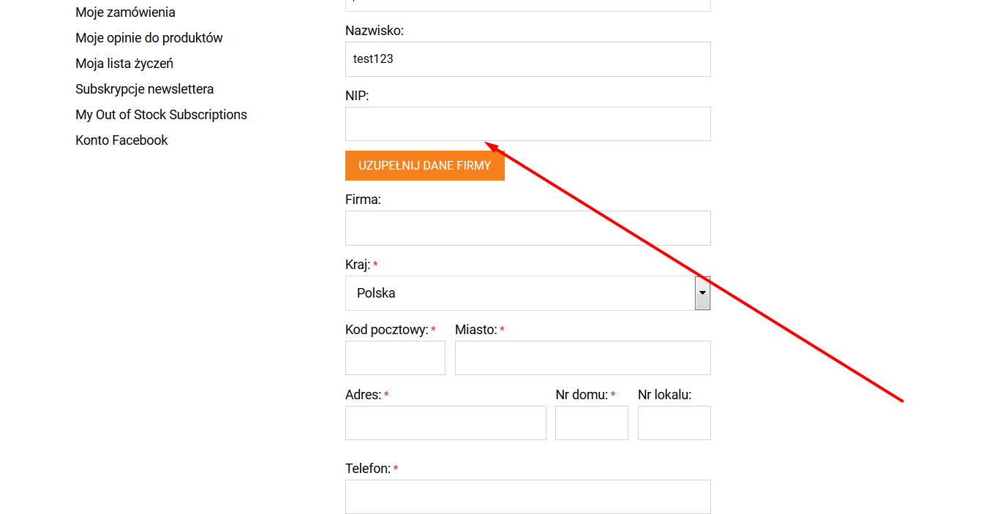 Moje zamówienia
Moje opinie do produktów
Moja lista życzeń
Subskrypcje newslettera
My Out of Stock Subscriptions
Konto Facebook
Nazwisko:
test123
NIP:
UZUPEŁNIJ DANE FIRMY
Firma:
Kraj: *
Polska
Kod pocztowy: * Miasto: *
Adres: * Nr domu: * Nr lokalu:
Telefon: *